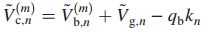 Ṽ_{c,n}^{(m)} = Ṽ_{b,n}^{(m)} + Ṽ_{g,n} − q_b k_n